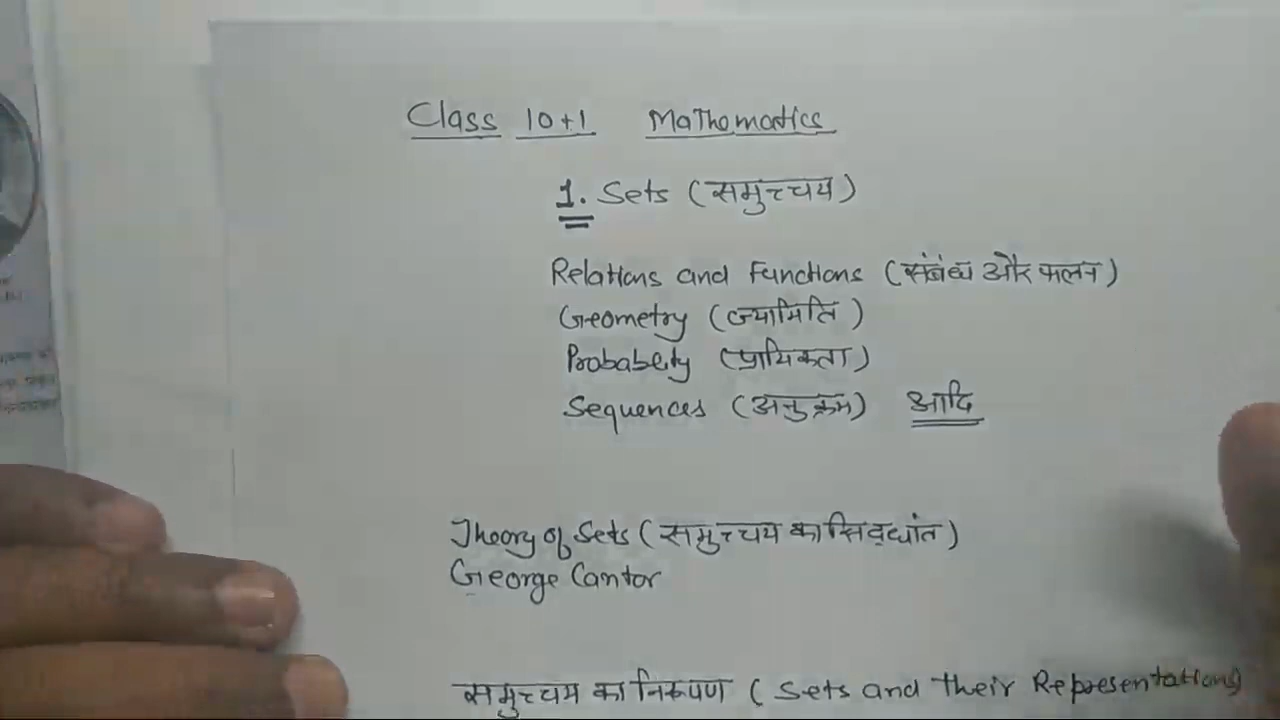 Class 10+1 Mathematics
1. Sets (समुच्चय)
Relations and Functions (संबंध और फलन)
Geometry (ज्यामिति)
Probabeity (प्रायिकता)
Sequences (अनुक्रम) आदि
Theory of Sets (समुच्चय का सिद्धांत)
George Cantor
समुच्चय का निरूपण (Sets and their Representations)